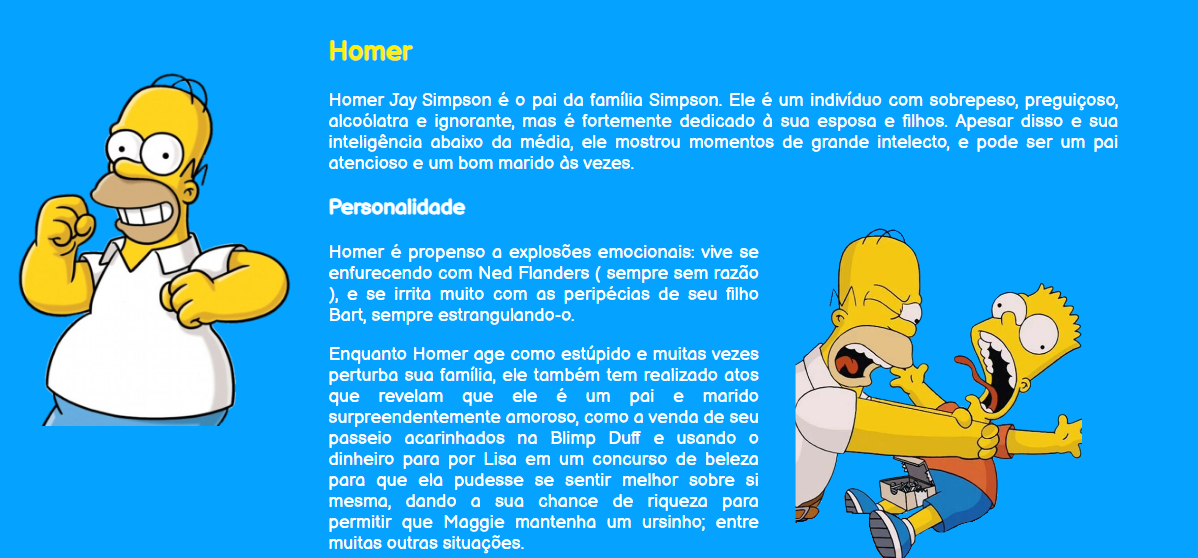 Homer
Homer Jay Simpson é o pai da família Simpson. Ele é um indivíduo com sobrepeso, preguiçoso,
alcoólatra e ignorante, mas é fortemente dedicado à sua esposa e filhos. Apesar disso e sua
inteligência abaixo da média, ele mostrou momentos de grande intelecto, e pode ser um pai
atencioso e um bom marido às vezes.
Personalidade
Homer é propenso a explosões emocionais: vive se
enfurecendo com Ned Flanders ( sempre sem razão
), e se irrita muito com as peripécias de seu filho
Bart, sempre estrangulando-o.
Enquanto Homer age como estúpido e muitas vezes
perturba sua família, ele também tem realizado atos
que revelam que ele é um pai e marido
surpreendentemente amoroso, como a venda de seu
passeio acarinhados na Blimp Duff e usando o
dinheiro para por Lisa em um concurso de beleza
para que ela pudesse se sentir melhor sobre si
mesma, dando a sua chance de riqueza para
permitir que Maggie mantenha um ursinho; entre
muitas outras situações.